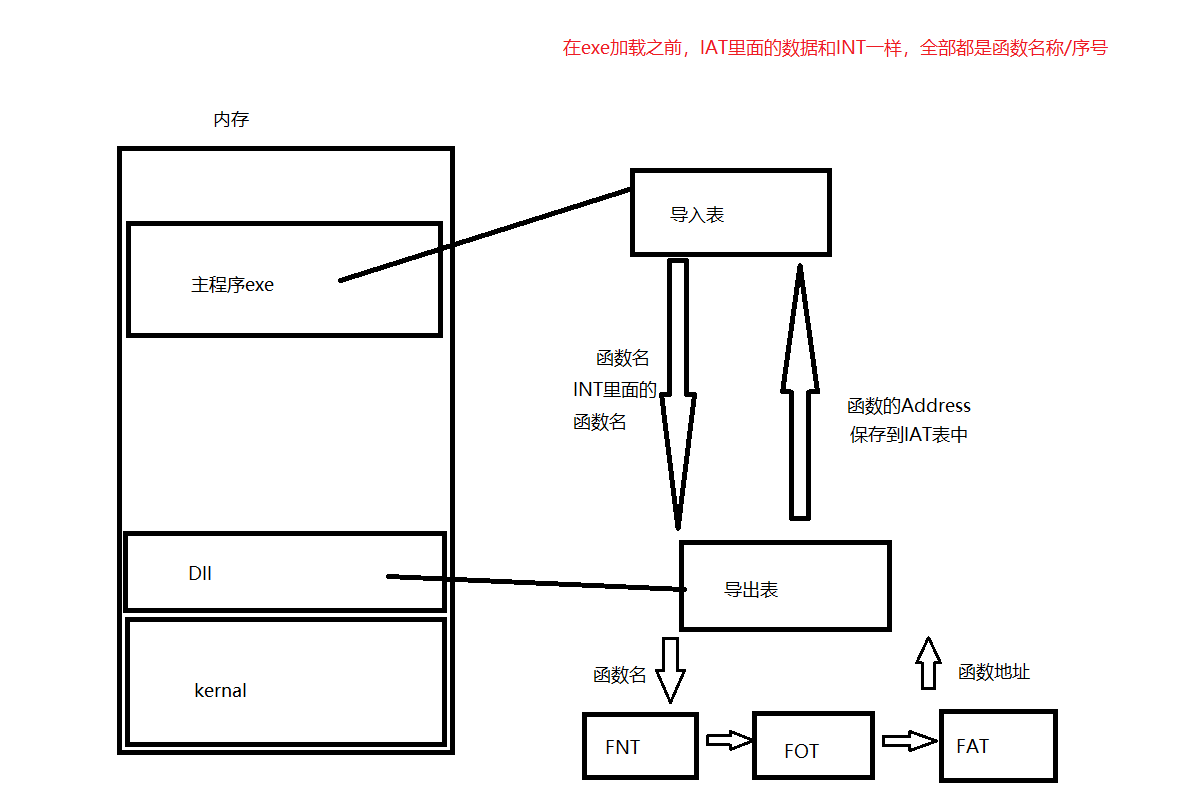 在exe加载之前，IAT里面的数据和INT一样，全部都是函数名称/序号
内存
导入表
主程序exe
函数名
INT里面的
函数名
函数的Address
保存到IAT表中
Dll
导出表
kernal
函数名
函数地址
FNT
FOT
FAT